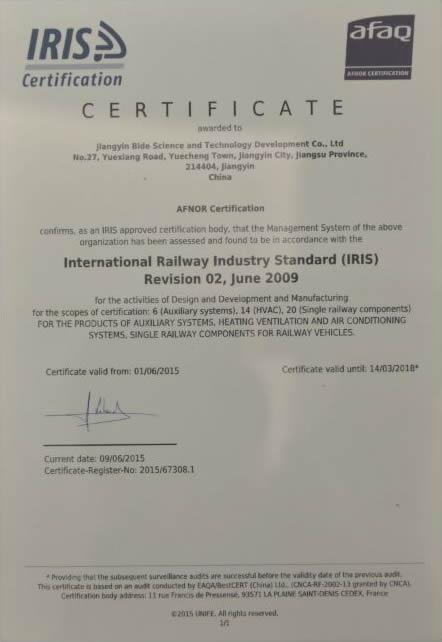 IRIS
Certification
afaq
AFNOR CERTIFICATION
CERTIFICATE
awarded to
Jiangyin Bide Science and Technology Development Co., Ltd
No.27, Yuexiang Road, Yuecheng Town, Jiangyin City, Jiangsu Province,
214404, Jiangyin
China
AFNOR Certification
confirms, as an IRIS approved certification body, that the Management System of the above
organization has been assessed and found to be in accordance with the
International Railway Industry Standard (IRIS)
Revision 02, June 2009
for the activities of Design and Development and Manufacturing
for the scopes of certification: 6 (Auxiliary systems), 14 (HVAC), 20 (Single railway components)
FOR THE PRODUCTS OF AUXILIARY SYSTEMS, HEATING VENTILATION AND AIR CONDITIONING
SYSTEMS, SINGLE RAILWAY COMPONENTS FOR RAILWAY VEHICLES.
Certificate valid from: 01/06/2015
Certificate valid until: 14/03/2018*
Current date: 09/06/2015
Certificate-Register-No: 2015/67308.1
* Providing that the subsequent surveillance audits are successful before the validity date of the previous audit.
This certificate is based on an audit conducted by EAQA/BestCERT (China) Ltd., (CNCA-RF-2002-13 granted by CNCA).
Certification body address: 11 rue Francis de Pressensé, 93571 LA PLAINE SAINT-DENIS CEDEX, France
©2015 UNIFE. All rights reserved.
1/1